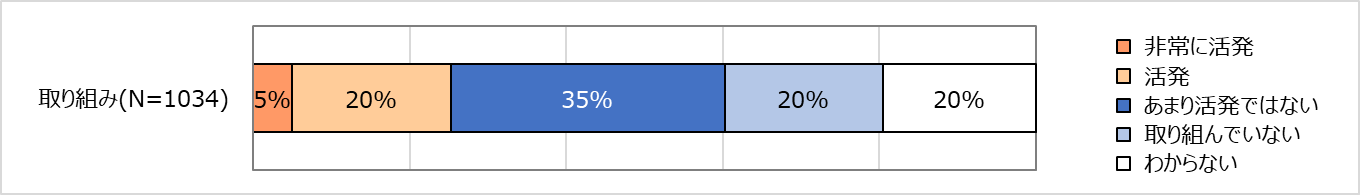 取り組み(N=1034)
5%
20%
35%
20%
20%
非常に活発
活発
あまり活発ではない
取り組んでいない
わからない